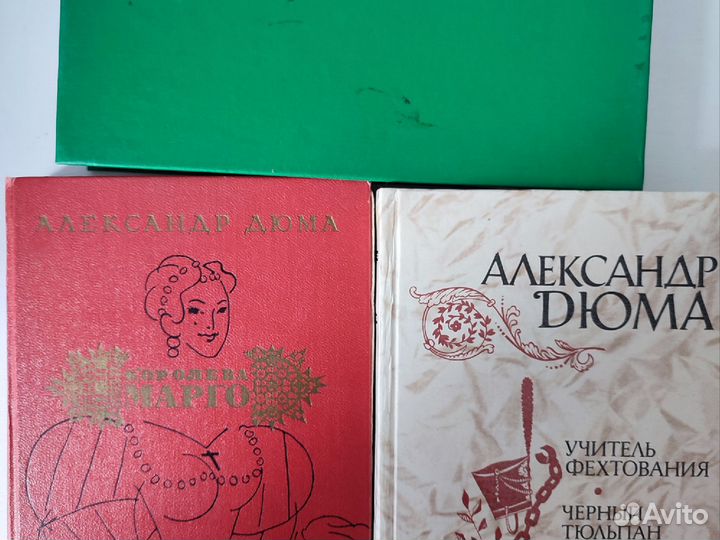 АЛЕКСАНДР ДЮМА
КОРОЛЕВА
МАРГО
АЛЕКСАНДР
ДЮМА
УЧИТЕЛЬ
ФЕХТОВАНИЯ
•
ЧЕРНЫЙ
ТЮЛЬПАН
Avito